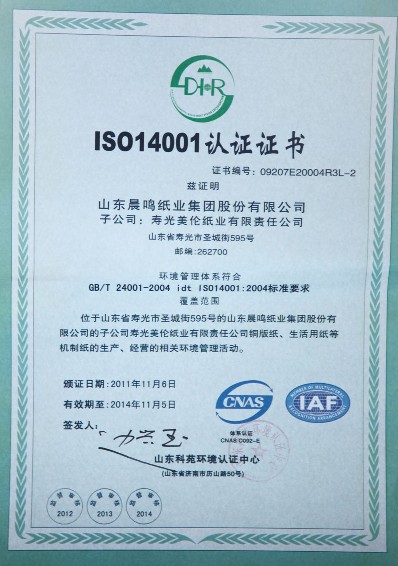 DHR
ISO14001认证证书
证书编号：09207E20004R3L-2
兹证明
山东晨鸣纸业集团股份有限公司
子公司：寿光美伦纸业有限责任公司
山东省寿光市圣城街595号
邮编:262700
环境管理体系符合
GB/T 24001-2004 idt ISO14001:2004标准要求
覆盖范围
位于山东省寿光市圣城街595号的山东晨鸣纸业集团股份有
限公司的子公司寿光美伦纸业有限责任公司铜版纸、生活用纸等
机制纸的生产、经营的相关环境管理活动。
颁证日期：2011年11月6日
有效期至：2014年11月5日
签发人：
CNAS
体系认证
CNAS C092-E
MEMBER OF MULTILATERAL
IAF
RECOGNITION ARRANGEMENT
山东科苑环境认证中心
(山东省济南市历山路50号)
2012
2013
2014